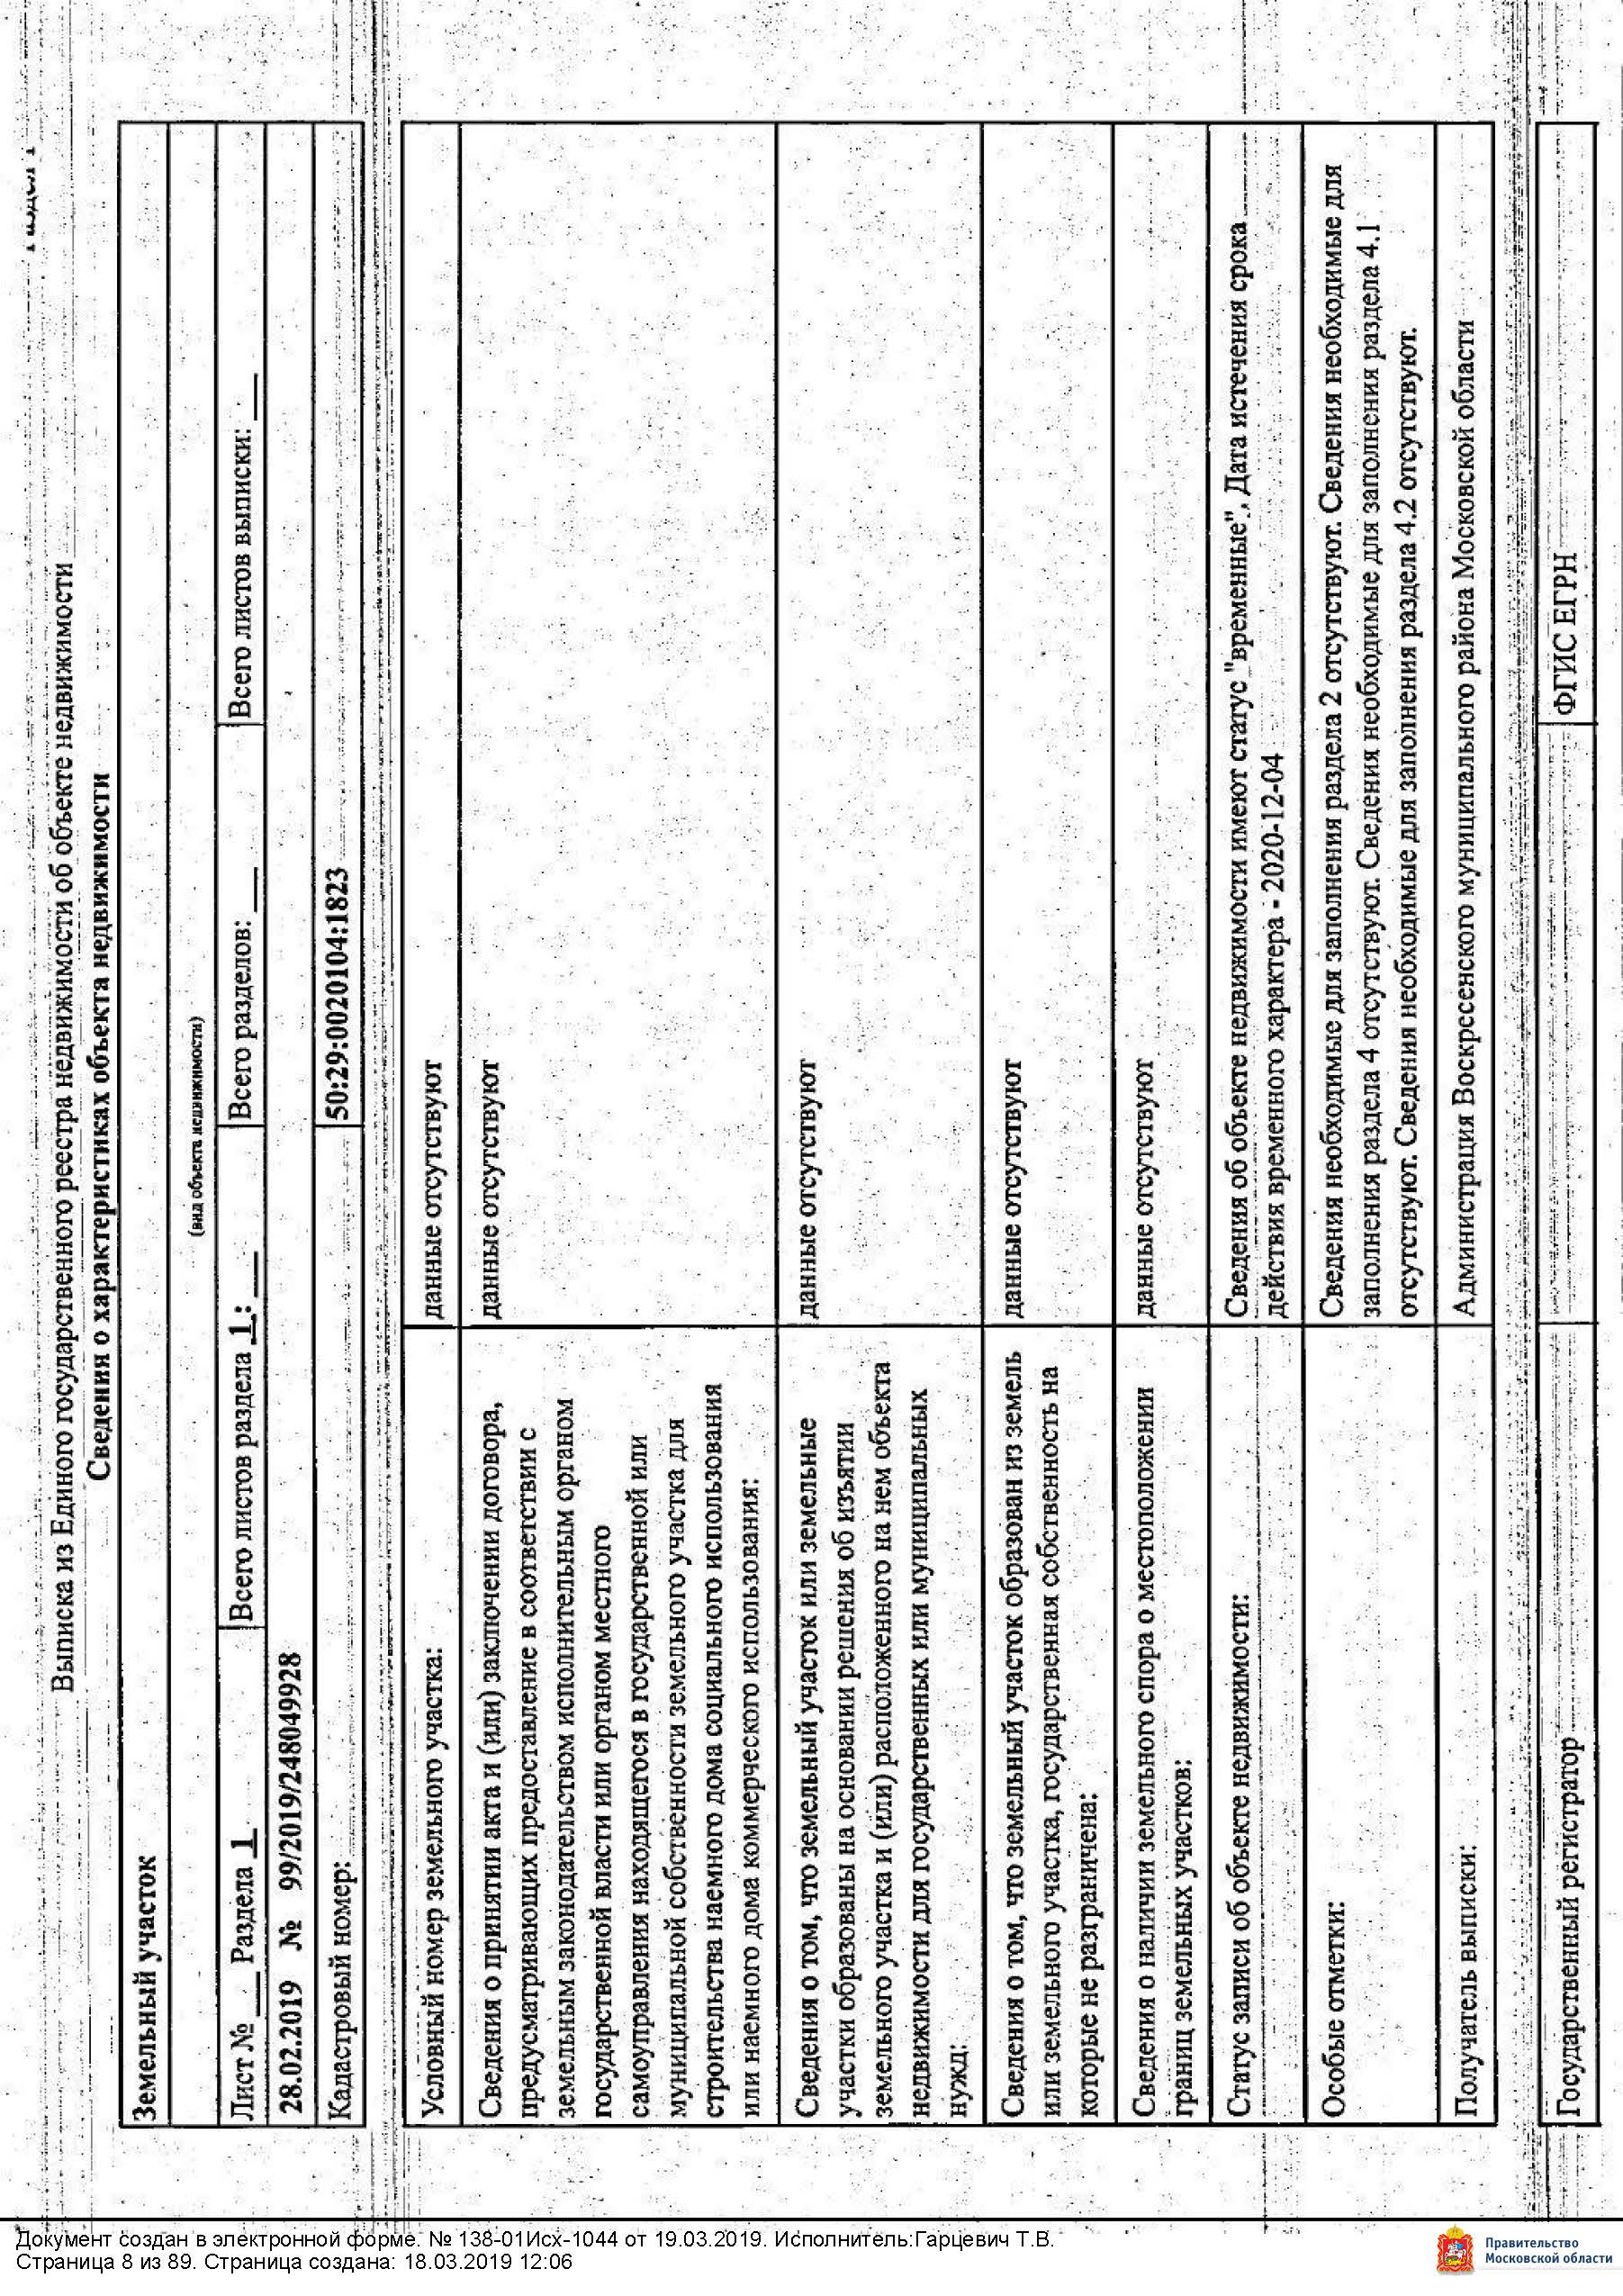 Выписка из Единого государственного реестра недвижимости об объекте недвижимости
Сведения о характеристиках объекта недвижимости
Земельный участок
(вид объекта недвижимости)
Лист № ___ Раздела 1
Всего листов раздела 1: ___
Всего разделов: ___
Всего листов выписки: ___
28.02.2019 № 99/2019/248049928
Кадастровый номер:
50:29:0020104:1823
Условный номер земельного участка:
данные отсутствуют
Сведения о принятии акта и (или) заключении договора,
предусматривающих предоставление в соответствии с
земельным законодательством исполнительным органом
государственной власти или органом местного
самоуправления находящегося в государственной или
муниципальной собственности земельного участка для
строительства наемного дома социального использования
или наемного дома коммерческого использования:
данные отсутствуют
Сведения о том, что земельный участок или земельные
участки образованы на основании решения об изъятии
земельного участка и (или) расположенного на нем объекта
недвижимости для государственных или муниципальных
нужд:
данные отсутствуют
Сведения о том, что земельный участок образован из земель
или земельного участка, государственная собственность на
которые не разграничена:
данные отсутствуют
Сведения о наличии земельного спора о местоположении
границ земельных участков:
данные отсутствуют
Статус записи об объекте недвижимости:
Сведения об объекте недвижимости имеют статус "временные", Дата истечения срока
действия временного характера - 2020-12-04
Особые отметки:
Сведения необходимые для заполнения раздела 2 отсутствуют. Сведения необходимые для
заполнения раздела 4 отсутствуют. Сведения необходимые для заполнения раздела 4.1
отсутствуют. Сведения необходимые для заполнения раздела 4.2 отсутствуют.
Получатель выписки:
Администрация Воскрсенского муниципального района Московской области
Государственный регистратор
ФГИС ЕГРН
Документ создан в электронной форме. № 138-01Исх-1044 от 19.03.2019. Исполнитель:Гарцевич Т.В.
Страница 8 из 89. Страница создана: 18.03.2019 12:06
Правительство
Московской области